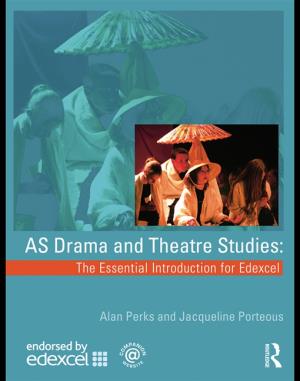 AS Drama and Theatre Studies:
The Essential Introduction for Edexcel
Alan Perks and Jacqueline Porteous
endorsed by
edexcel
COMPANION
@
WEBSITE
R
Routledge